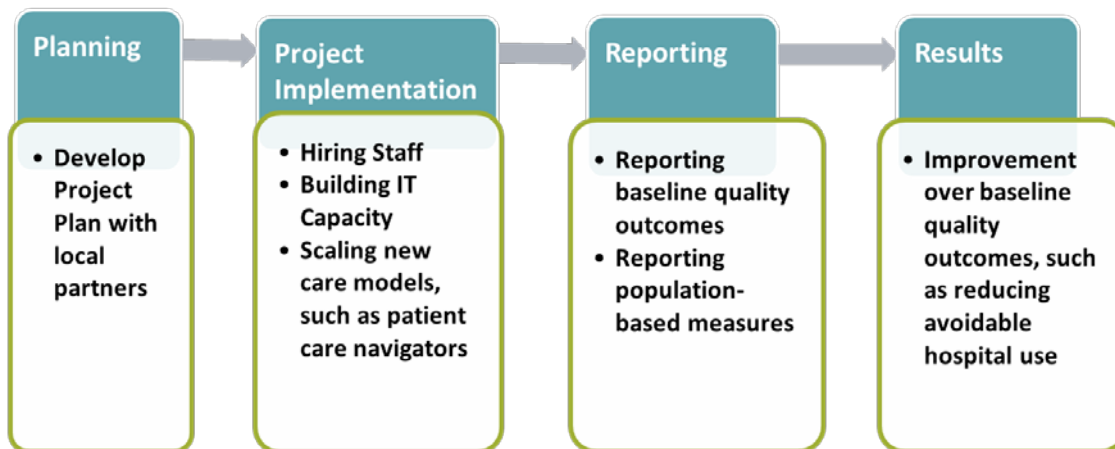 Planning
• Develop
Project
Plan with
local
partners
Project
Implementation
• Hiring Staff
• Building IT
Capacity
• Scaling new
care models,
such as patient
care navigators
Reporting
• Reporting
baseline quality
outcomes
• Reporting
population-
based measures
Results
• Improvement
over baseline
quality
outcomes, such
as reducing
avoidable
hospital use